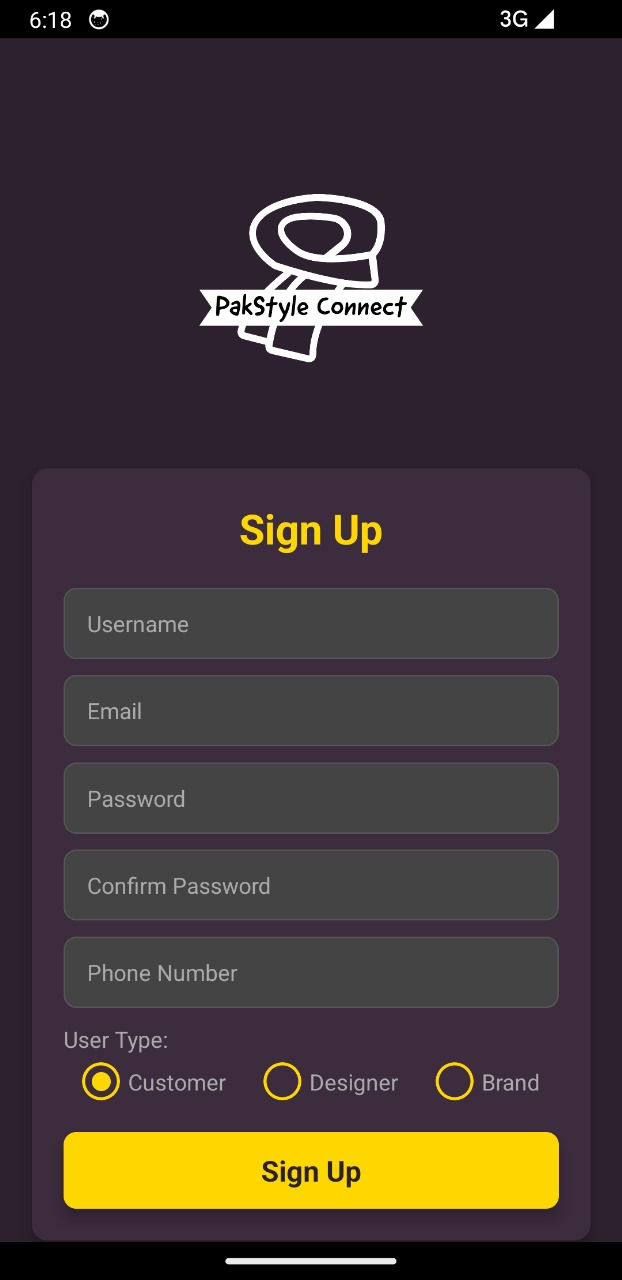 6:18 3G
PakStyle Connect
Sign Up
Username
Email
Password
Confirm Password
Phone Number
User Type:
Customer Designer Brand
Sign Up